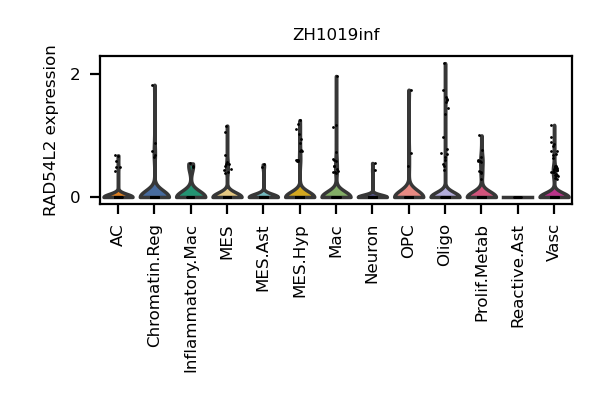 ZH1019inf
RAD54L2 expression
2
0
AC
Chromatin.Reg
Inflammatory.Mac
MES
MES.Ast
MES.Hyp
Mac
Neuron
OPC
Oligo
Prolif.Metab
Reactive.Ast
Vasc